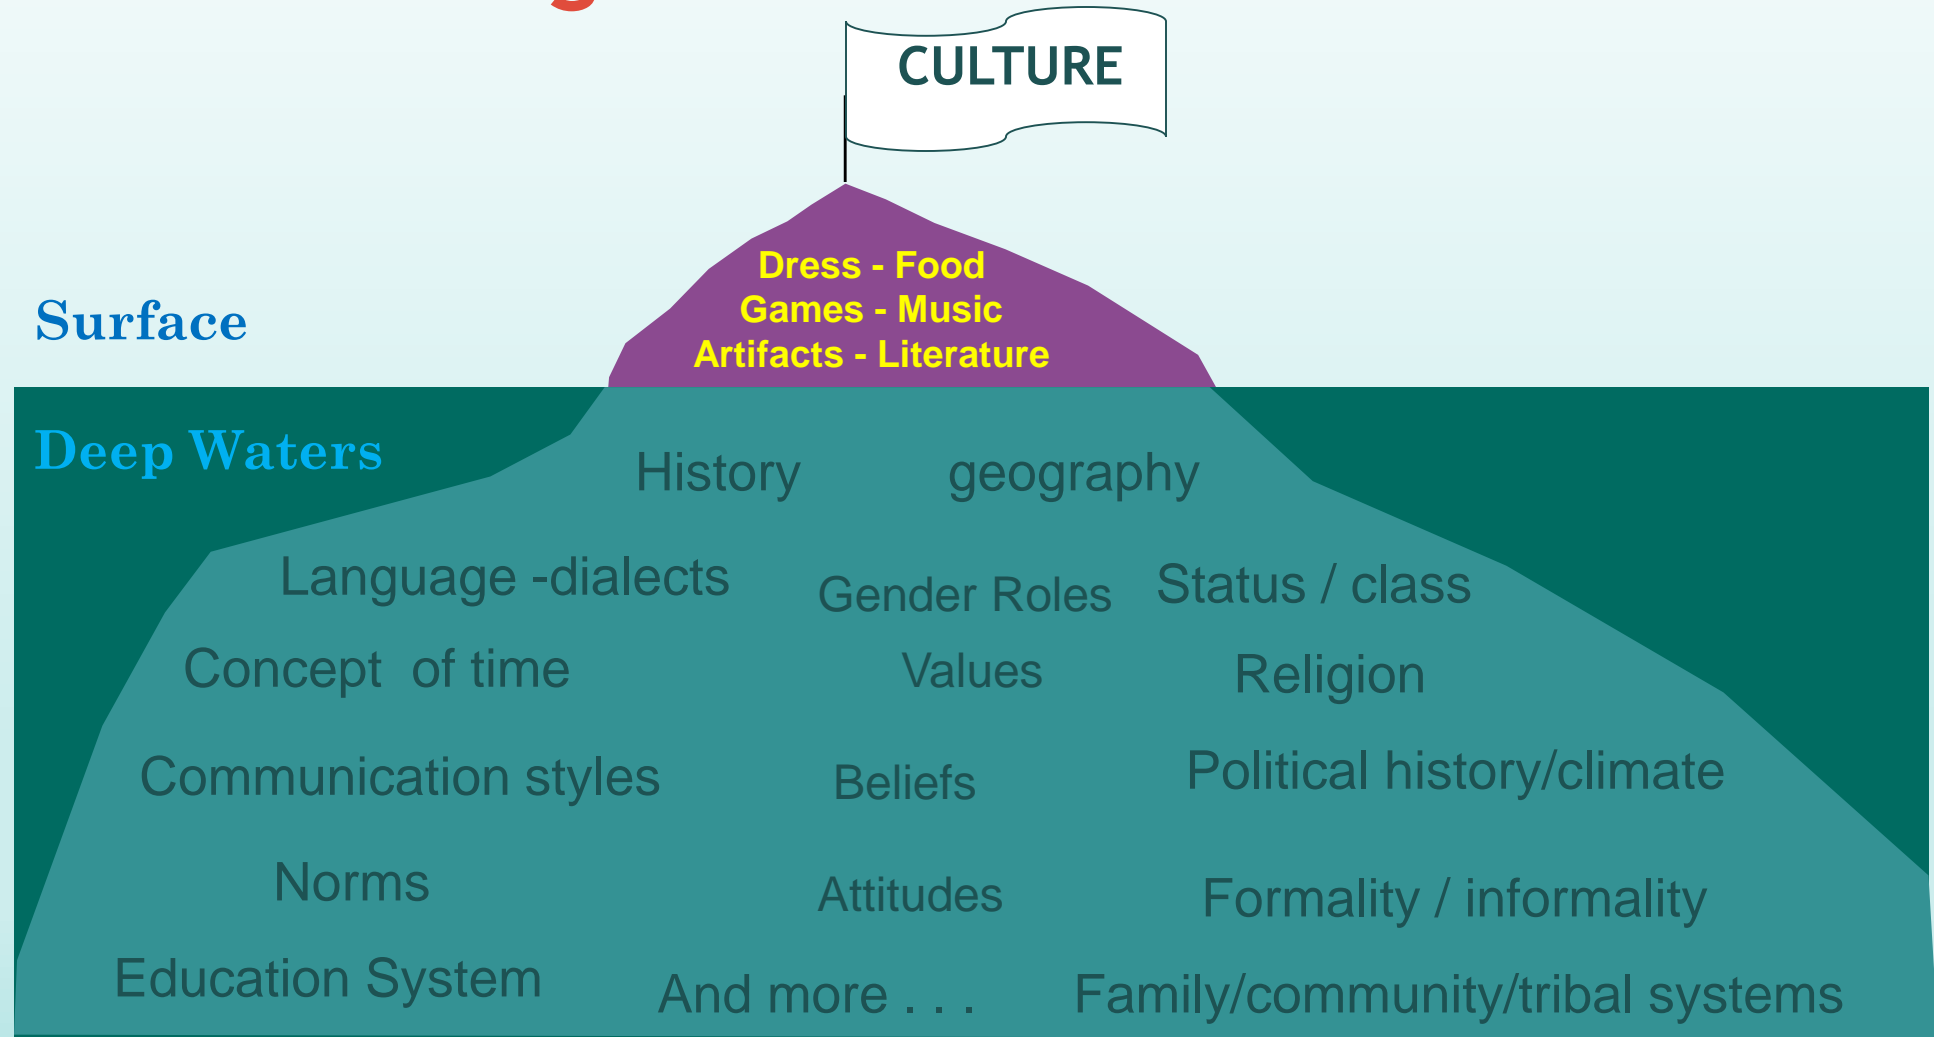 CULTURE
Dress - Food
Games - Music
Artifacts - Literature
Surface
Deep Waters
History geography
Language -dialects Gender Roles Status / class
Concept of time Values Religion
Communication styles Beliefs Political history/climate
Norms Attitudes Formality / informality
Education System And more . . . Family/community/tribal systems